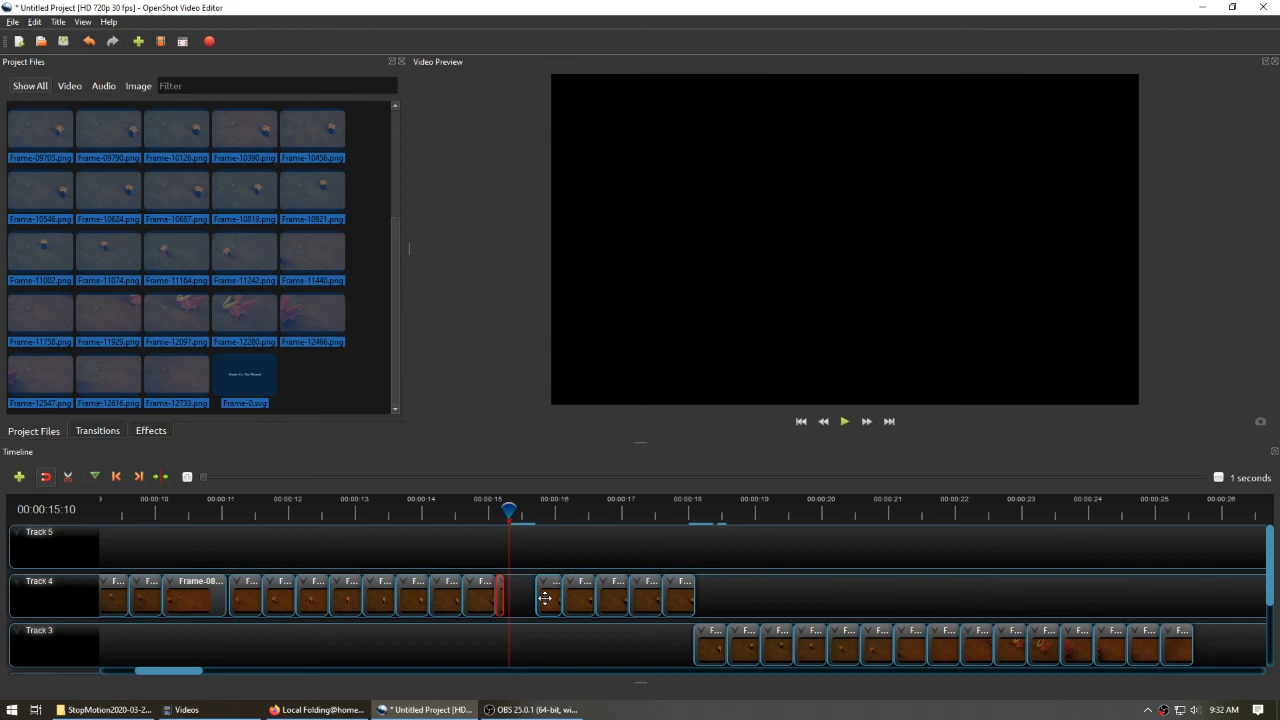 * Untitled Project [HD 720p 30 fps] - OpenShot Video Editor
File Edit Title View Help
Project Files
Video Preview
Show All Video Audio Image Filter
Frame-09703.png Frame-09790.png Frame-10126.png Frame-10390.png Frame-10456.png
Frame-10546.png Frame-10624.png Frame-10687.png Frame-10819.png Frame-10921.png
Frame-11002.png Frame-11074.png Frame-11164.png Frame-11242.png Frame-11440.png
Frame-11758.png Frame-11929.png Frame-12097.png Frame-12280.png Frame-12466.png
Frame-12547.png Frame-12616.png Frame-12733.png Frame-0.svg
Project Files Transitions Effects
Timeline
1 seconds
00:00:15:10
9 00:00:10 00:00:11 00:00:12 00:00:13 00:00:14 00:00:15 00:00:16 00:00:17 00:00:18 00:00:19 00:00:20 00:00:21 00:00:22 00:00:23 00:00:24 00:00:25 00:00:26
Track 5
Track 4
F... F... Frame-08... F... F... F... F... F... F... F... F... ... F... F... F... F...
Track 3
F... F... F... F... F... F... F... F... F... F... F... F... F... F... F...
StopMotion2020-03-2... Videos Local Folding@home... * Untitled Project [HD... OBS 25.0.1 (64-bit, wi... 9:32 AM